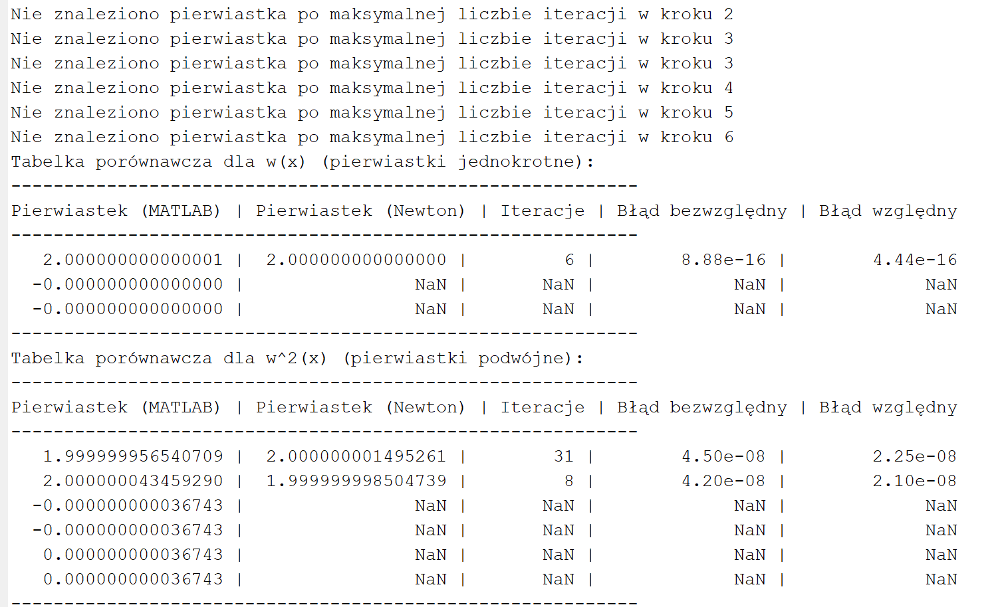 Nie znaleziono pierwiastka po maksymalnej liczbie iteracji w kroku 2
Nie znaleziono pierwiastka po maksymalnej liczbie iteracji w kroku 3
Nie znaleziono pierwiastka po maksymalnej liczbie iteracji w kroku 3
Nie znaleziono pierwiastka po maksymalnej liczbie iteracji w kroku 4
Nie znaleziono pierwiastka po maksymalnej liczbie iteracji w kroku 5
Nie znaleziono pierwiastka po maksymalnej liczbie iteracji w kroku 6
Tabelka porównawcza dla w(x) (pierwiastki jednokrotne):
-----------------------------------------------------------
Pierwiastek (MATLAB) | Pierwiastek (Newton) | Iteracje | Błąd bezwzględny | Błąd względny
-----------------------------------------------------------
   2.000000000000001 |  2.000000000000000 |         6 |        8.88e-16 |        4.44e-16
  -0.000000000000000 |                NaN |       NaN |             NaN |             NaN
  -0.000000000000000 |                NaN |       NaN |             NaN |             NaN
-----------------------------------------------------------
Tabelka porównawcza dla w^2(x) (pierwiastki podwójne):
-----------------------------------------------------------
Pierwiastek (MATLAB) | Pierwiastek (Newton) | Iteracje | Błąd bezwzględny | Błąd względny
-----------------------------------------------------------
   1.999999956540709 |  2.000000001495261 |        31 |        4.50e-08 |        2.25e-08
   2.000000043459290 |  1.999999998504739 |         8 |        4.20e-08 |        2.10e-08
  -0.000000000036743 |                NaN |       NaN |             NaN |             NaN
  -0.000000000036743 |                NaN |       NaN |             NaN |             NaN
   0.000000000036743 |                NaN |       NaN |             NaN |             NaN
   0.000000000036743 |                NaN |       NaN |             NaN |             NaN
-----------------------------------------------------------